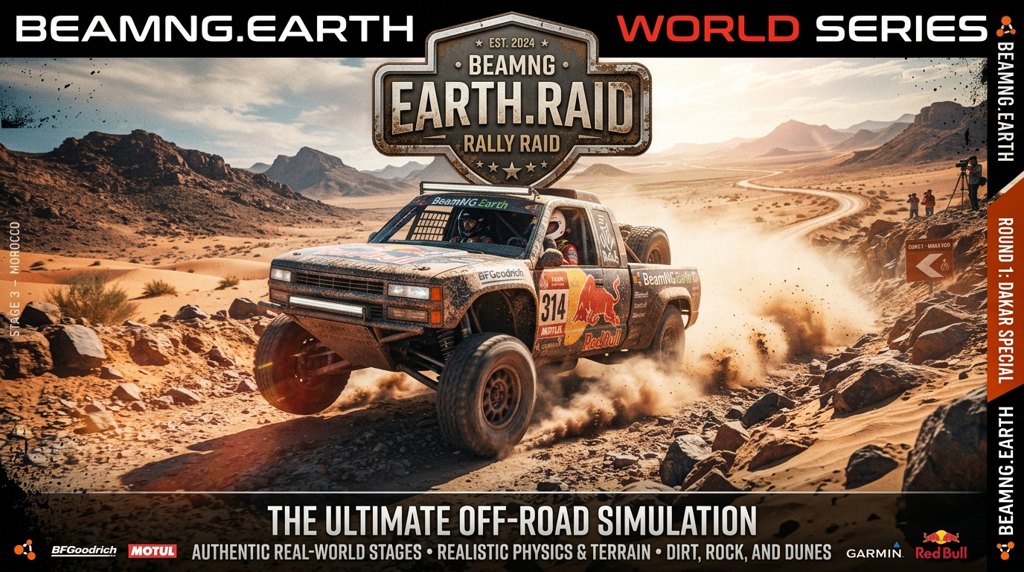 BEAMNG.EARTH
WORLD SERIES
EST. 2024
BEAMNG
EARTH.RAID
RALLY RAID
BEAMNG.EARTH
ROUND 1: DAKAR SPECIAL
BEAMNG.EARTH
STAGE 3 – MOROCCO
BeamNG Earth
BFGoodrich
314
MOTUL
Red Bull
BeamNG Earth
THE ULTIMATE OFF-ROAD SIMULATION
AUTHENTIC REAL-WORLD STAGES • REALISTIC PHYSICS & TERRAIN • DIRT, ROCK, AND DUNES
BFGoodrich
MOTUL
GARMIN
Red Bull